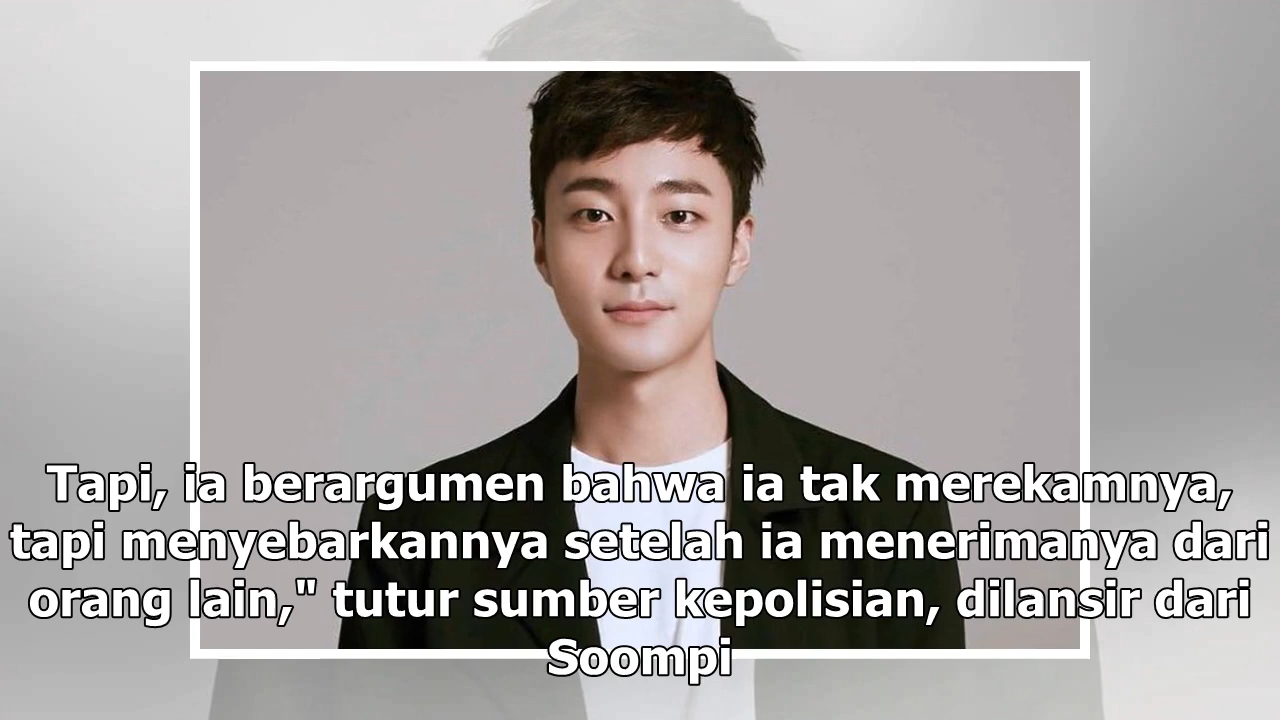 Tapi, ia berargumen bahwa ia tak merekamnya,
tapi menyebarkannya setelah ia menerimanya dari
orang lain," tutur sumber kepolisian, dilansir dari
Soompi